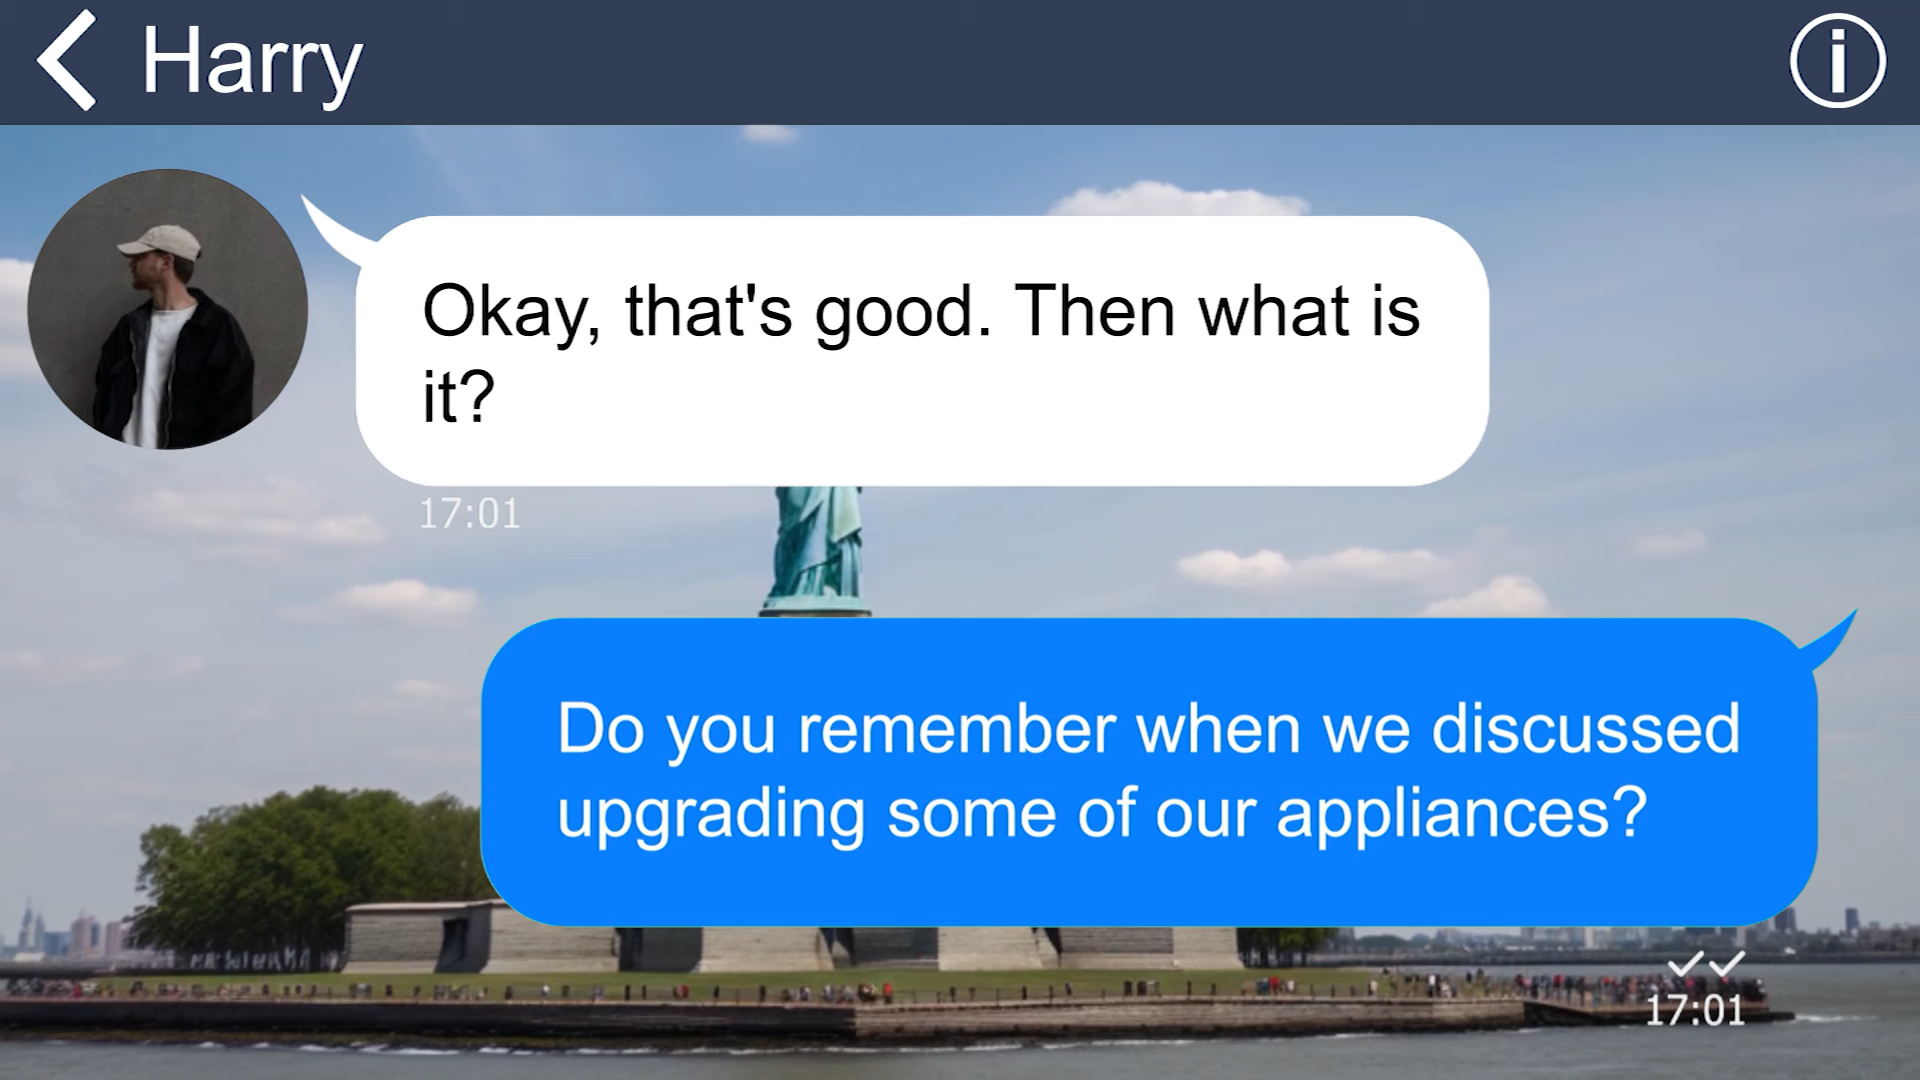 Harry
Okay, that's good. Then what is
it?
17:01
Do you remember when we discussed
upgrading some of our appliances?
17:01